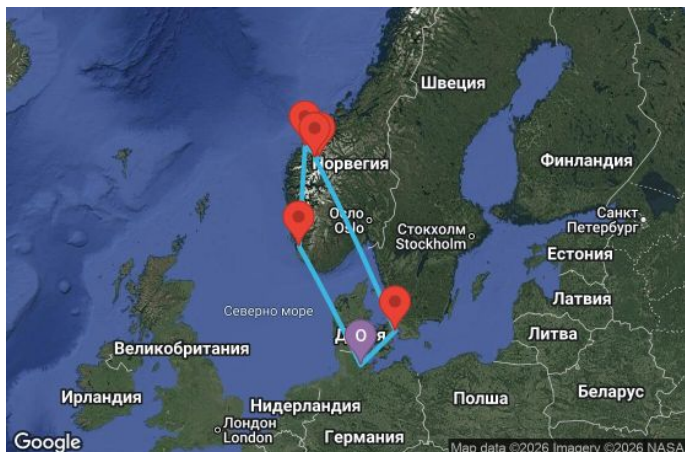 Швеция
Норвегия
Финландия
Осло
Oslo
Стокхолм
Stockholm
Санкт
Петербург
Естония
Латвия
Северно море
O
Великобритания
Литва
Беларус
Ирландия
Нидерландия
Полша
Лондон
London
Германия
Google
Map data ©2026 Imagery ©2026 NASA